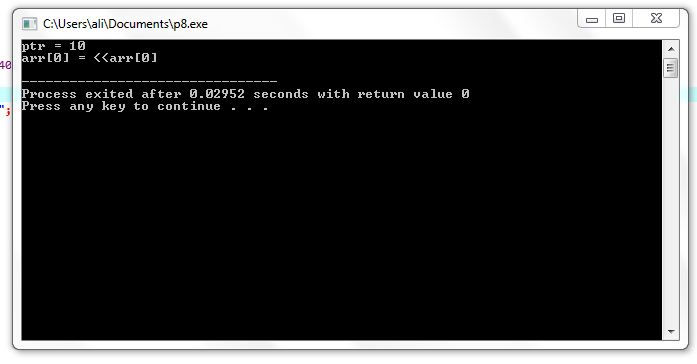 C:\Users\ali\Documents\p8.exe
ptr = 10
arr[0] = <<arr[0]
40
--------------------------------
";
Process exited after 0.02952 seconds with return value 0
Press any key to continue . . .